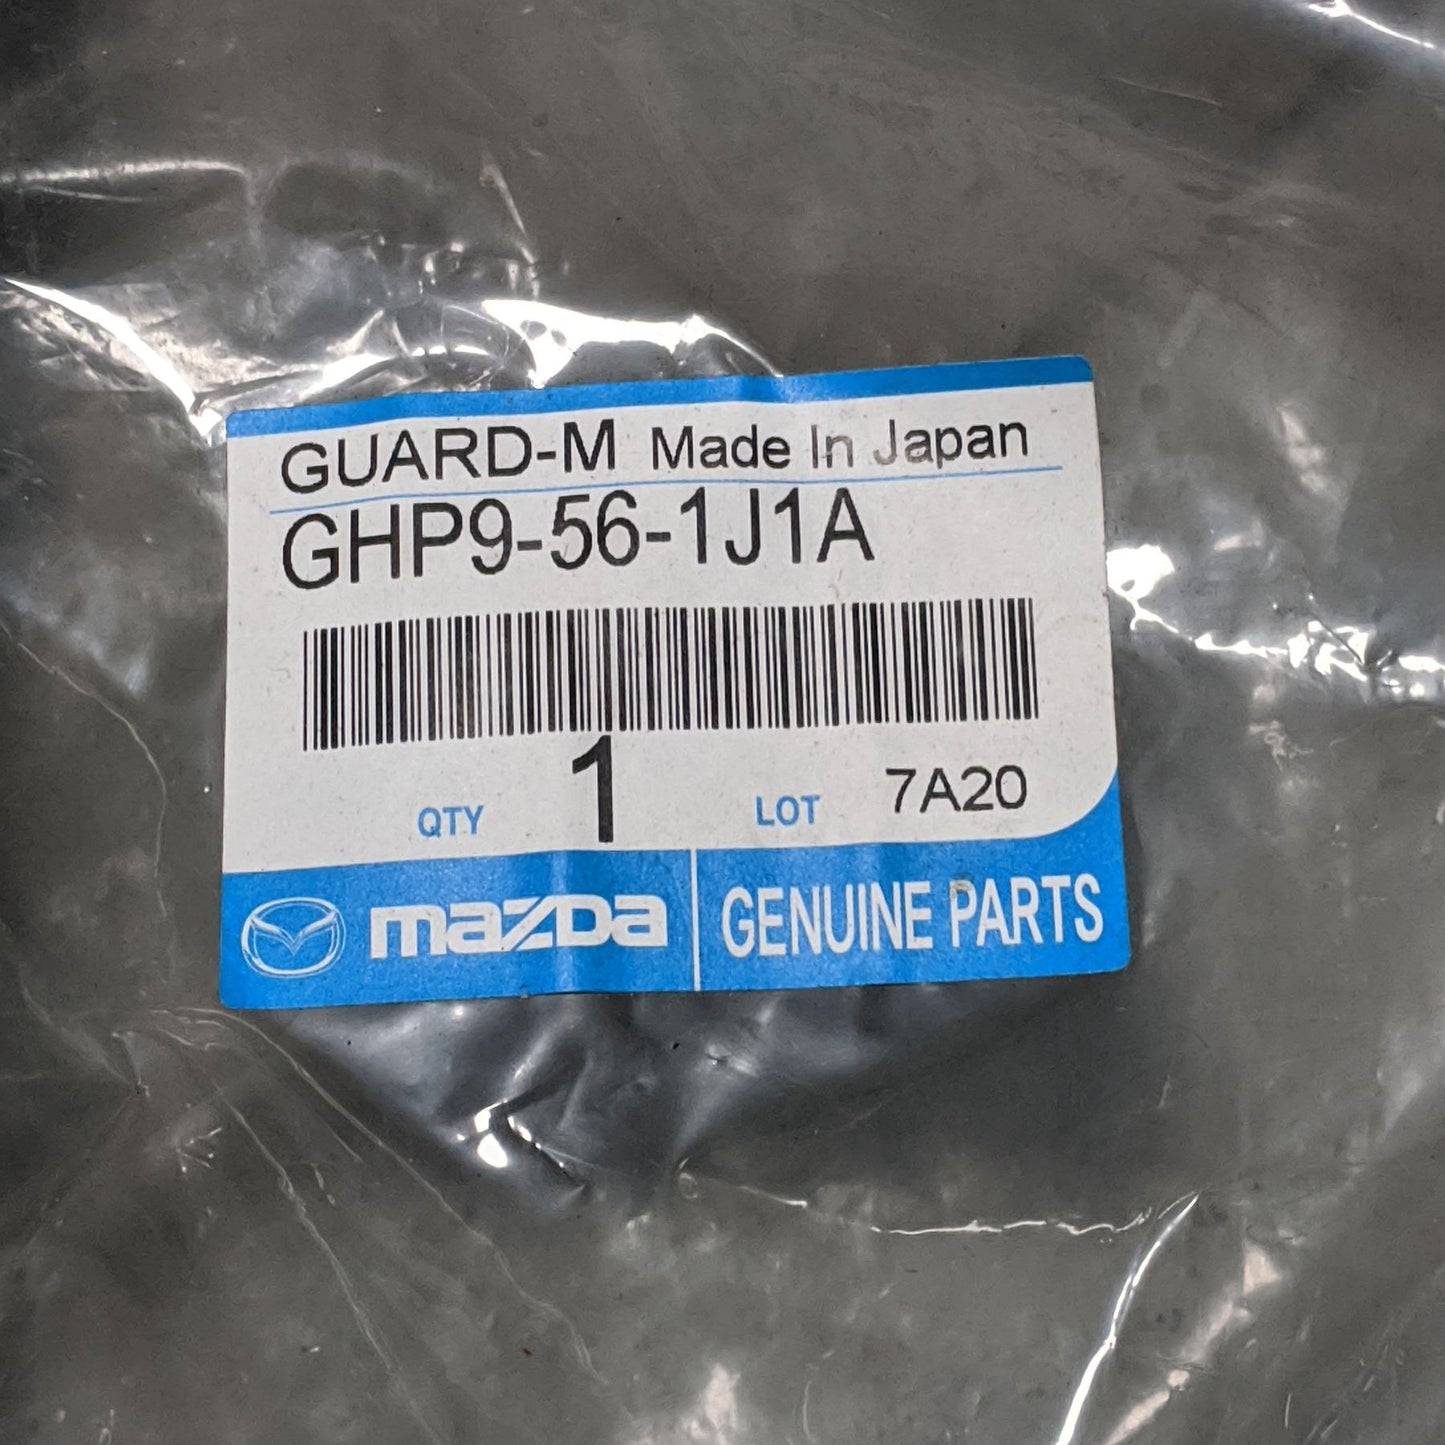 GUARD-M Made In Japan
GHP9-56-1J1A
QTY 1 LOT 7A20
mazda GENUINE PARTS